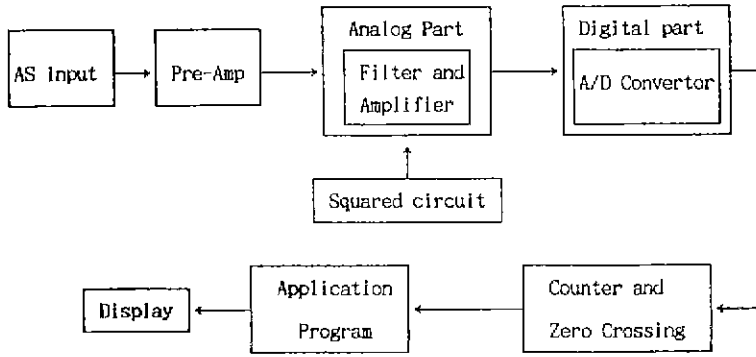 AS input
Pre-Amp
Analog Part
Filter and
Amplifier
Digital part
A/D Convertor
Squared circuit
Display
Application
Program
Counter and
Zero Crossing